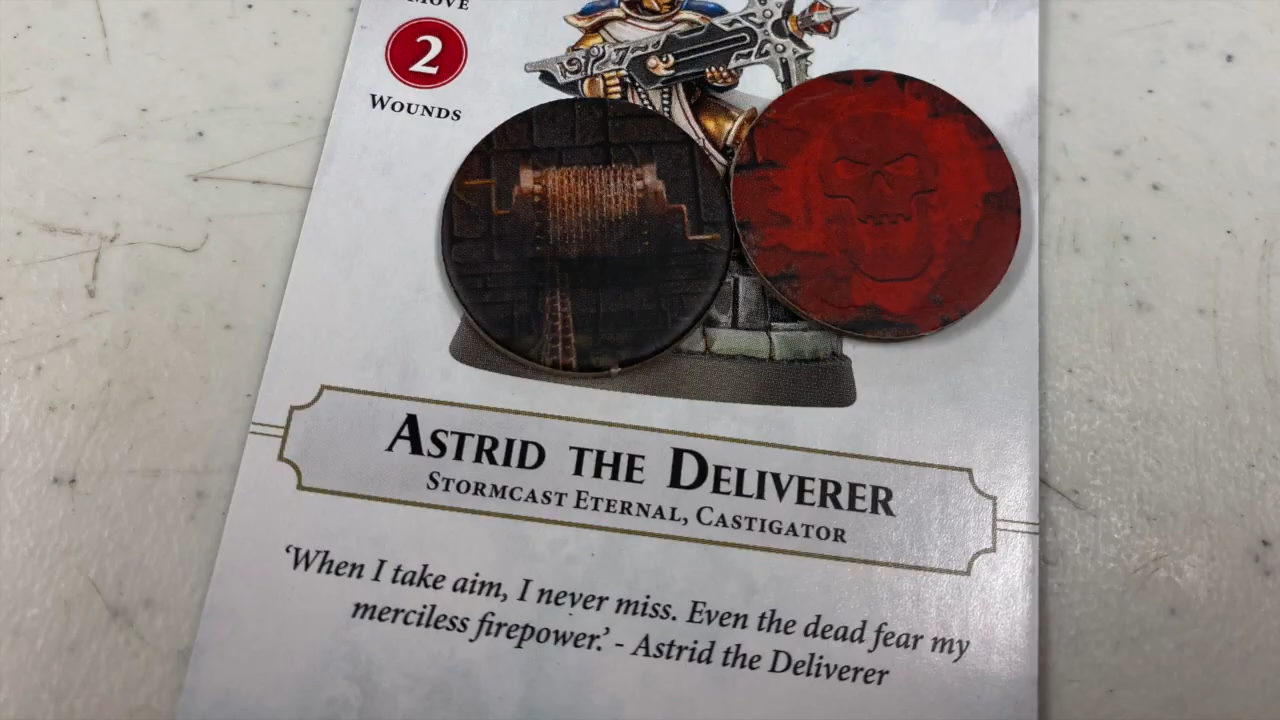 MOVE
2
WOUNDS
ASTRID THE DELIVERER
STORMCAST ETERNAL, CASTIGATOR
‘When I take aim, I never miss. Even the dead fear my
merciless firepower.’ - Astrid the Deliverer